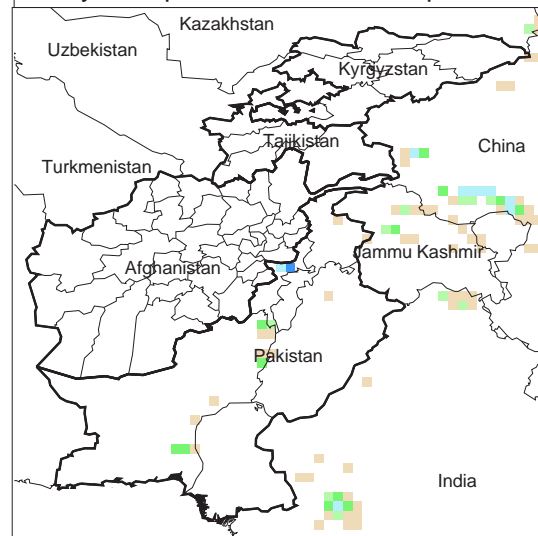 Kazakhstan
Uzbekistan
Kyrgyzstan
Tajikistan
China
Turkmenistan
Jammu Kashmir
Afghanistan
Pakistan
India